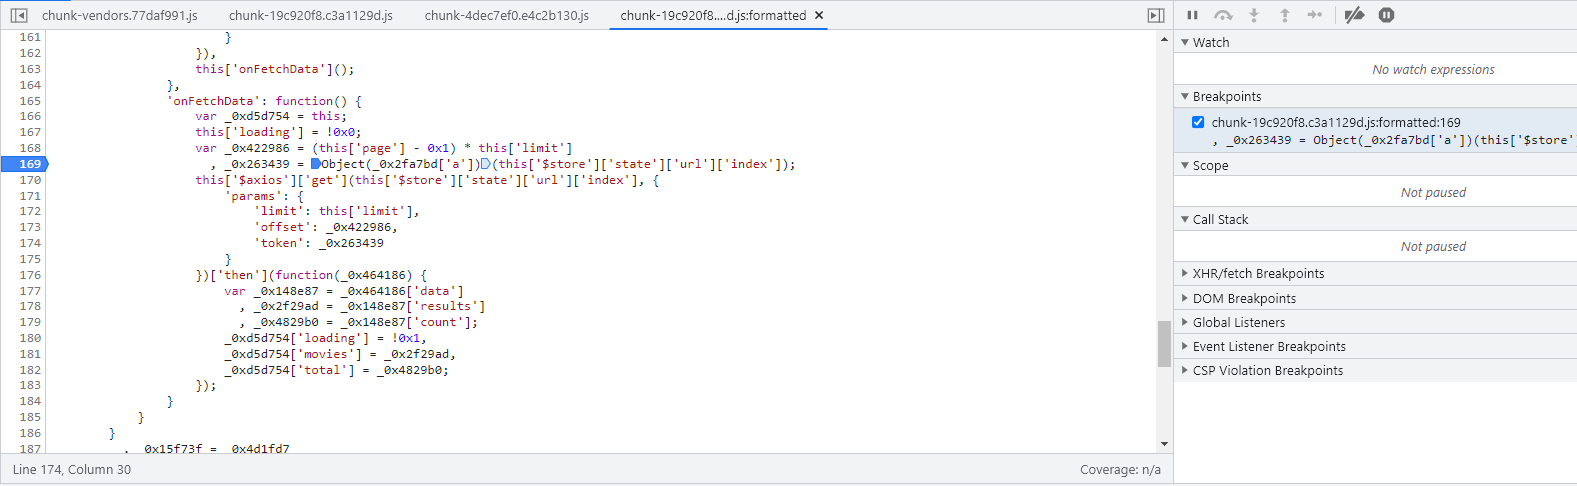 chunk-vendors.77daf991.js chunk-19c920f8.c3a1129d.js chunk-4dec7ef0.e4c2b130.js chunk-19c920f8....d.js:formatted ×
161 }
162 }),
163 this['onFetchData']();
164 },
165 'onFetchData': function() {
166 var _0xd5d754 = this;
167 this['loading'] = !0x0;
168 var _0x422986 = (this['page'] - 0x1) * this['limit']
169 , _0x263439 = Object(_0x2fa7bd['a'])(this['$store']['state']['url']['index']);
170 this['$axios']['get'](this['$store']['state']['url']['index'], {
171 'params': {
172 'limit': this['limit'],
173 'offset': _0x422986,
174 'token': _0x263439
175 }
176 })['then'](function(_0x464186) {
177 var _0x148e87 = _0x464186['data']
178 , _0x2f29ad = _0x148e87['results']
179 , _0x4829b0 = _0x148e87['count'];
180 _0xd5d754['loading'] = !0x1,
181 _0xd5d754['movies'] = _0x2f29ad,
182 _0xd5d754['total'] = _0x4829b0;
183 });
184 }
185 }
186 }
187 , _0x15f73f = _0x4d1fd7
Line 174, Column 30
Coverage: n/a
Watch
No watch expressions
Breakpoints
chunk-19c920f8.c3a1129d.js:formatted:169
, _0x263439 = Object(_0x2fa7bd['a'])(this['$store'
Scope
Not paused
Call Stack
Not paused
XHR/fetch Breakpoints
DOM Breakpoints
Global Listeners
Event Listener Breakpoints
CSP Violation Breakpoints